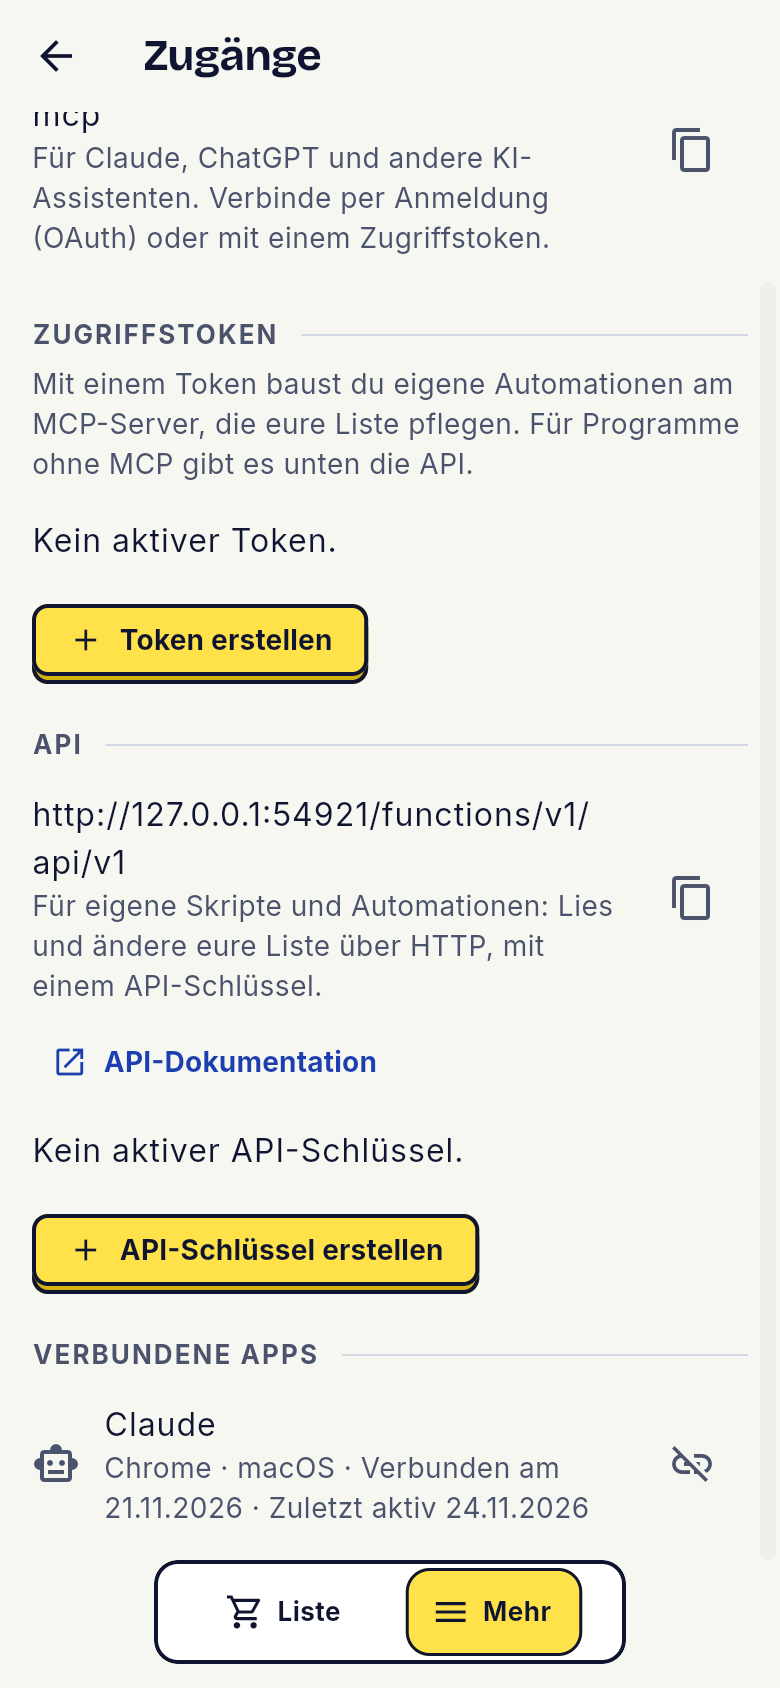 Zugänge
mcp
Für Claude, ChatGPT und andere KI-
Assistenten. Verbinde per Anmeldung
(OAuth) oder mit einem Zugriffstoken.
ZUGRIFFSTOKEN
Mit einem Token baust du eigene Automationen am
MCP-Server, die eure Liste pflegen. Für Programme
ohne MCP gibt es unten die API.
Kein aktiver Token.
Token erstellen
API
http://127.0.0.1:54921/functions/v1/
api/v1
Für eigene Skripte und Automationen: Lies
und ändere eure Liste über HTTP, mit
einem API-Schlüssel.
API-Dokumentation
Kein aktiver API-Schlüssel.
API-Schlüssel erstellen
VERBUNDENE APPS
Claude
Chrome · macOS · Verbunden am
21.11.2026 · Zuletzt aktiv 24.11.2026
Liste
Mehr